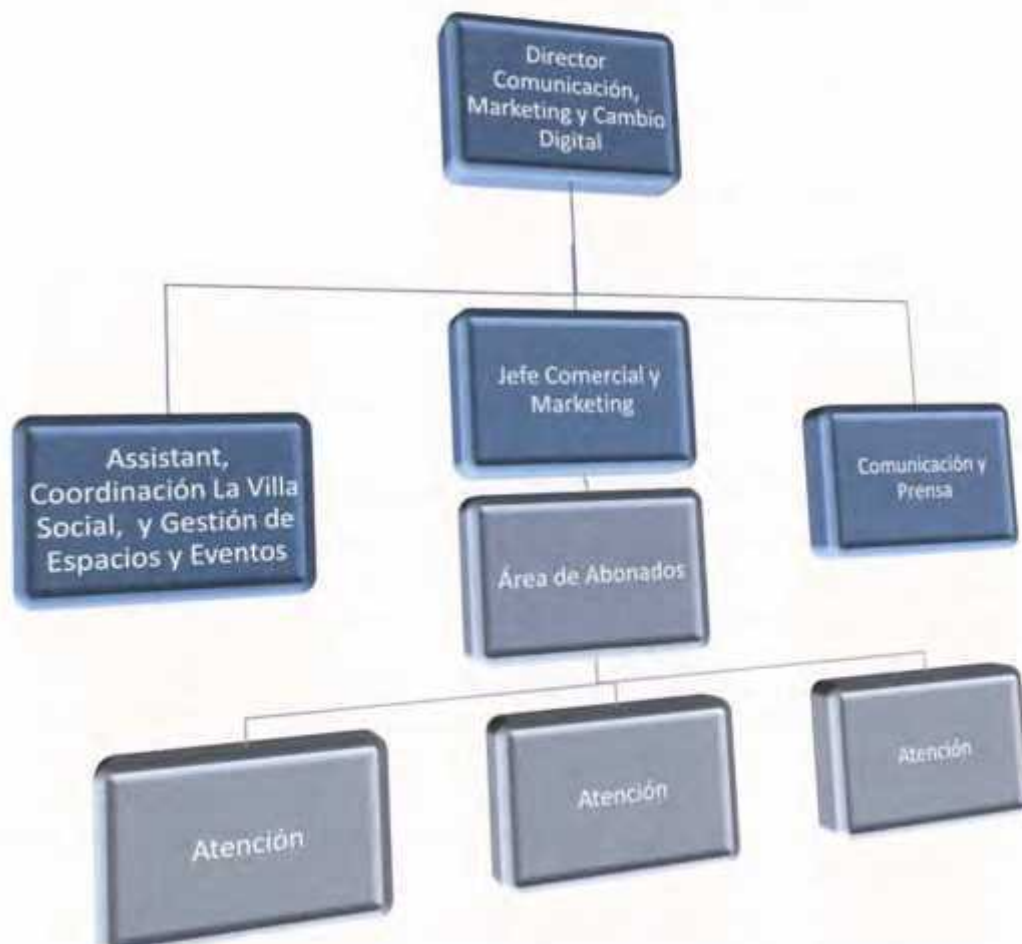 Director
Comunicación,
Marketing y Cambio
Digital
Jefe Comercial y
Marketing
Assistant,
Coordinación La Villa
Social, y Gestión de
Espacios y Eventos
Comunicación y
Prensa
Área de Abonados
Atención
Atención
Atención